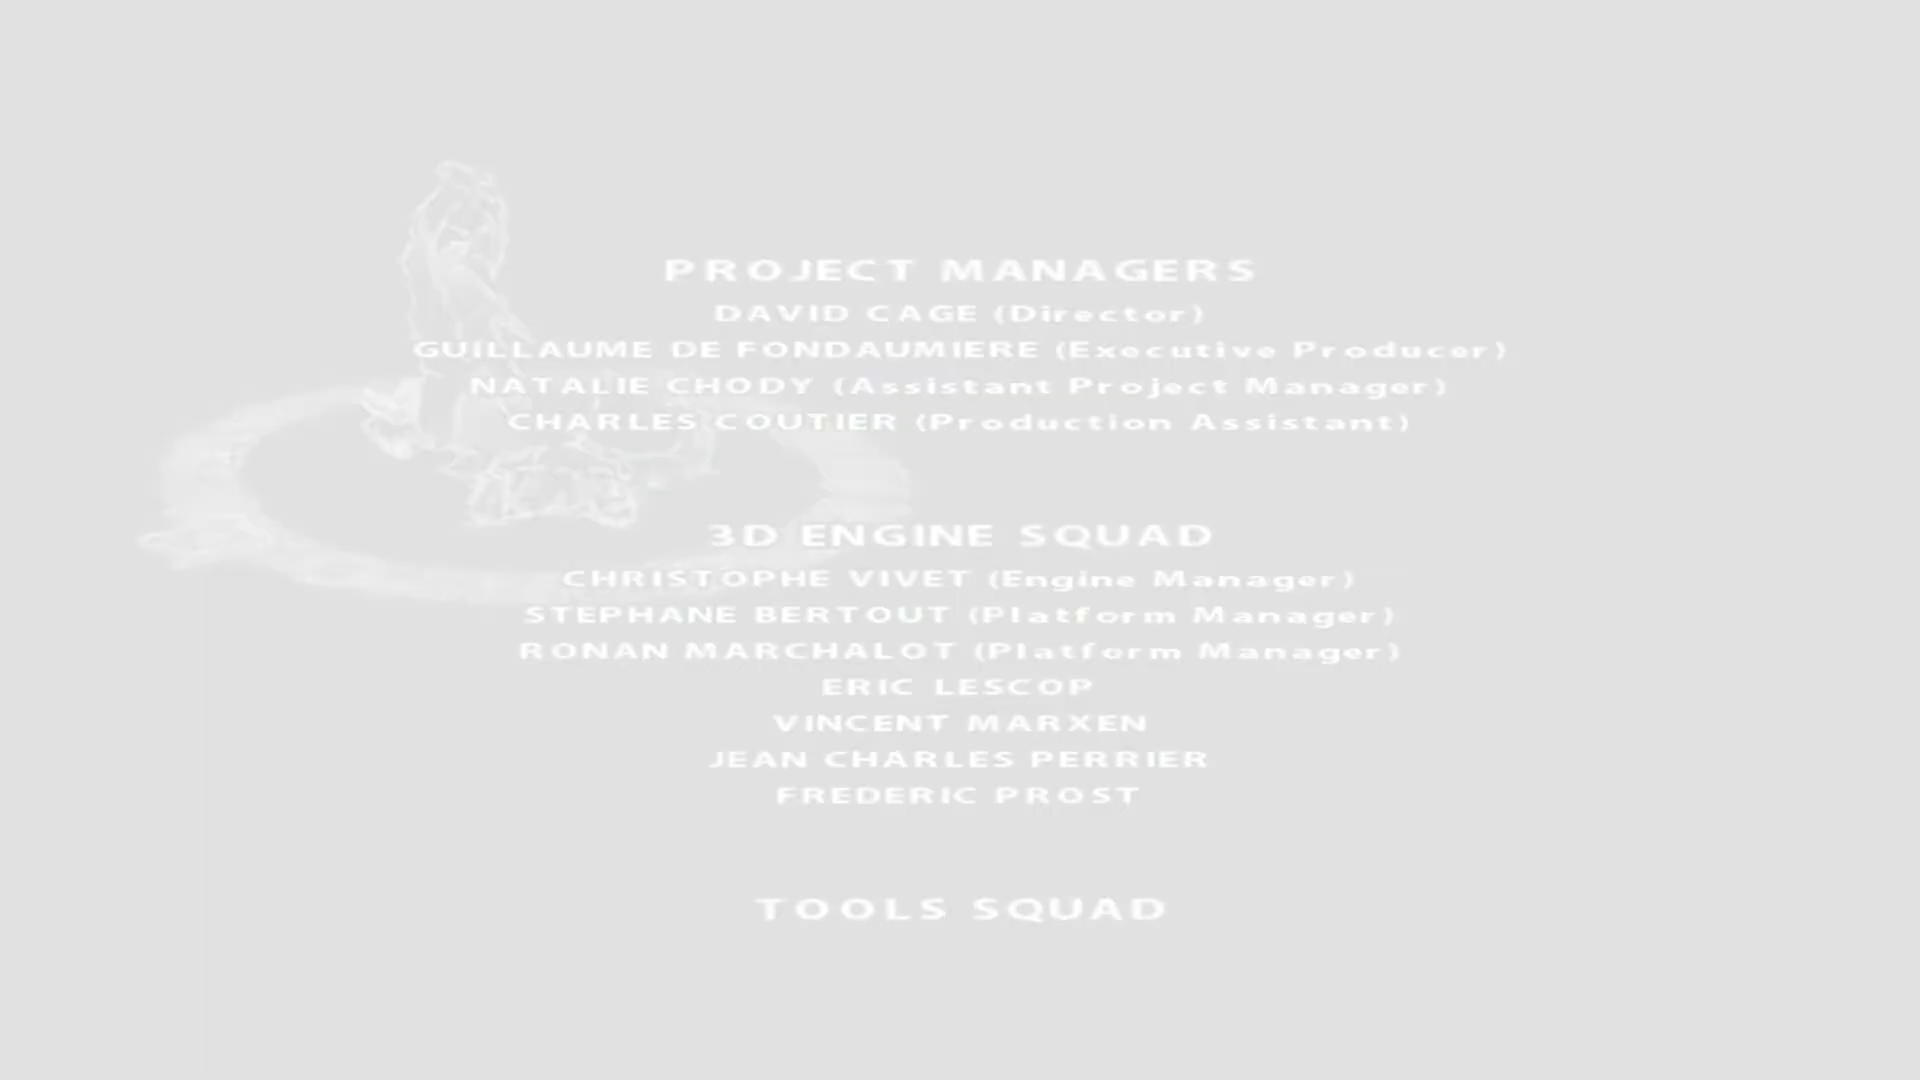 PROJECT MANAGERS
DAVID CAGE (Director)
GUILLAUME DE FONDAUMIERE (Executive Producer)
NATALIE CHODY (Assistant Project Manager)
CHARLES COUTIER (Production Assistant)
3D ENGINE SQUAD
CHRISTOPHE VIVET (Engine Manager)
STEPHANE BERTOUT (Platform Manager)
RONAN MARCHALOT (Platform Manager)
ERIC LESCOP
VINCENT MARXEN
JEAN CHARLES PERRIER
FREDERIC PROST
TOOLS SQUAD